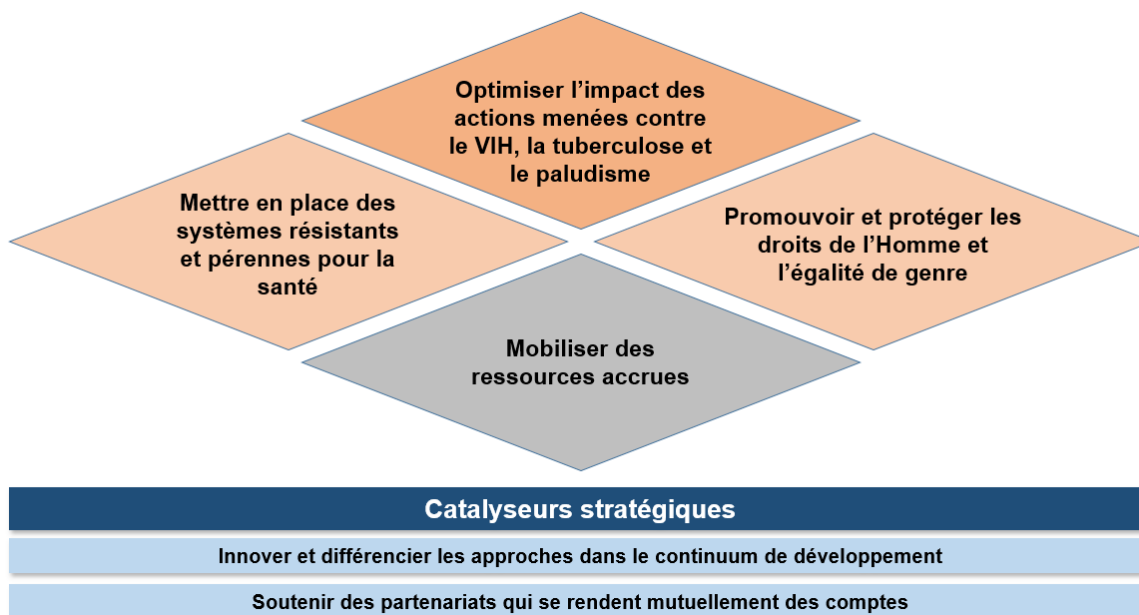 Optimiser l’impact des
actions menées contre
le VIH, la tuberculose et
le paludisme
Mettre en place des
systèmes résistants
et pérennes pour la
santé
Promouvoir et protéger les
droits de l’Homme et
l’égalité de genre
Mobiliser des
ressources accrues
Catalyseurs stratégiques
Innover et différencier les approches dans le continuum de développement
Soutenir des partenariats qui se rendent mutuellement des comptes